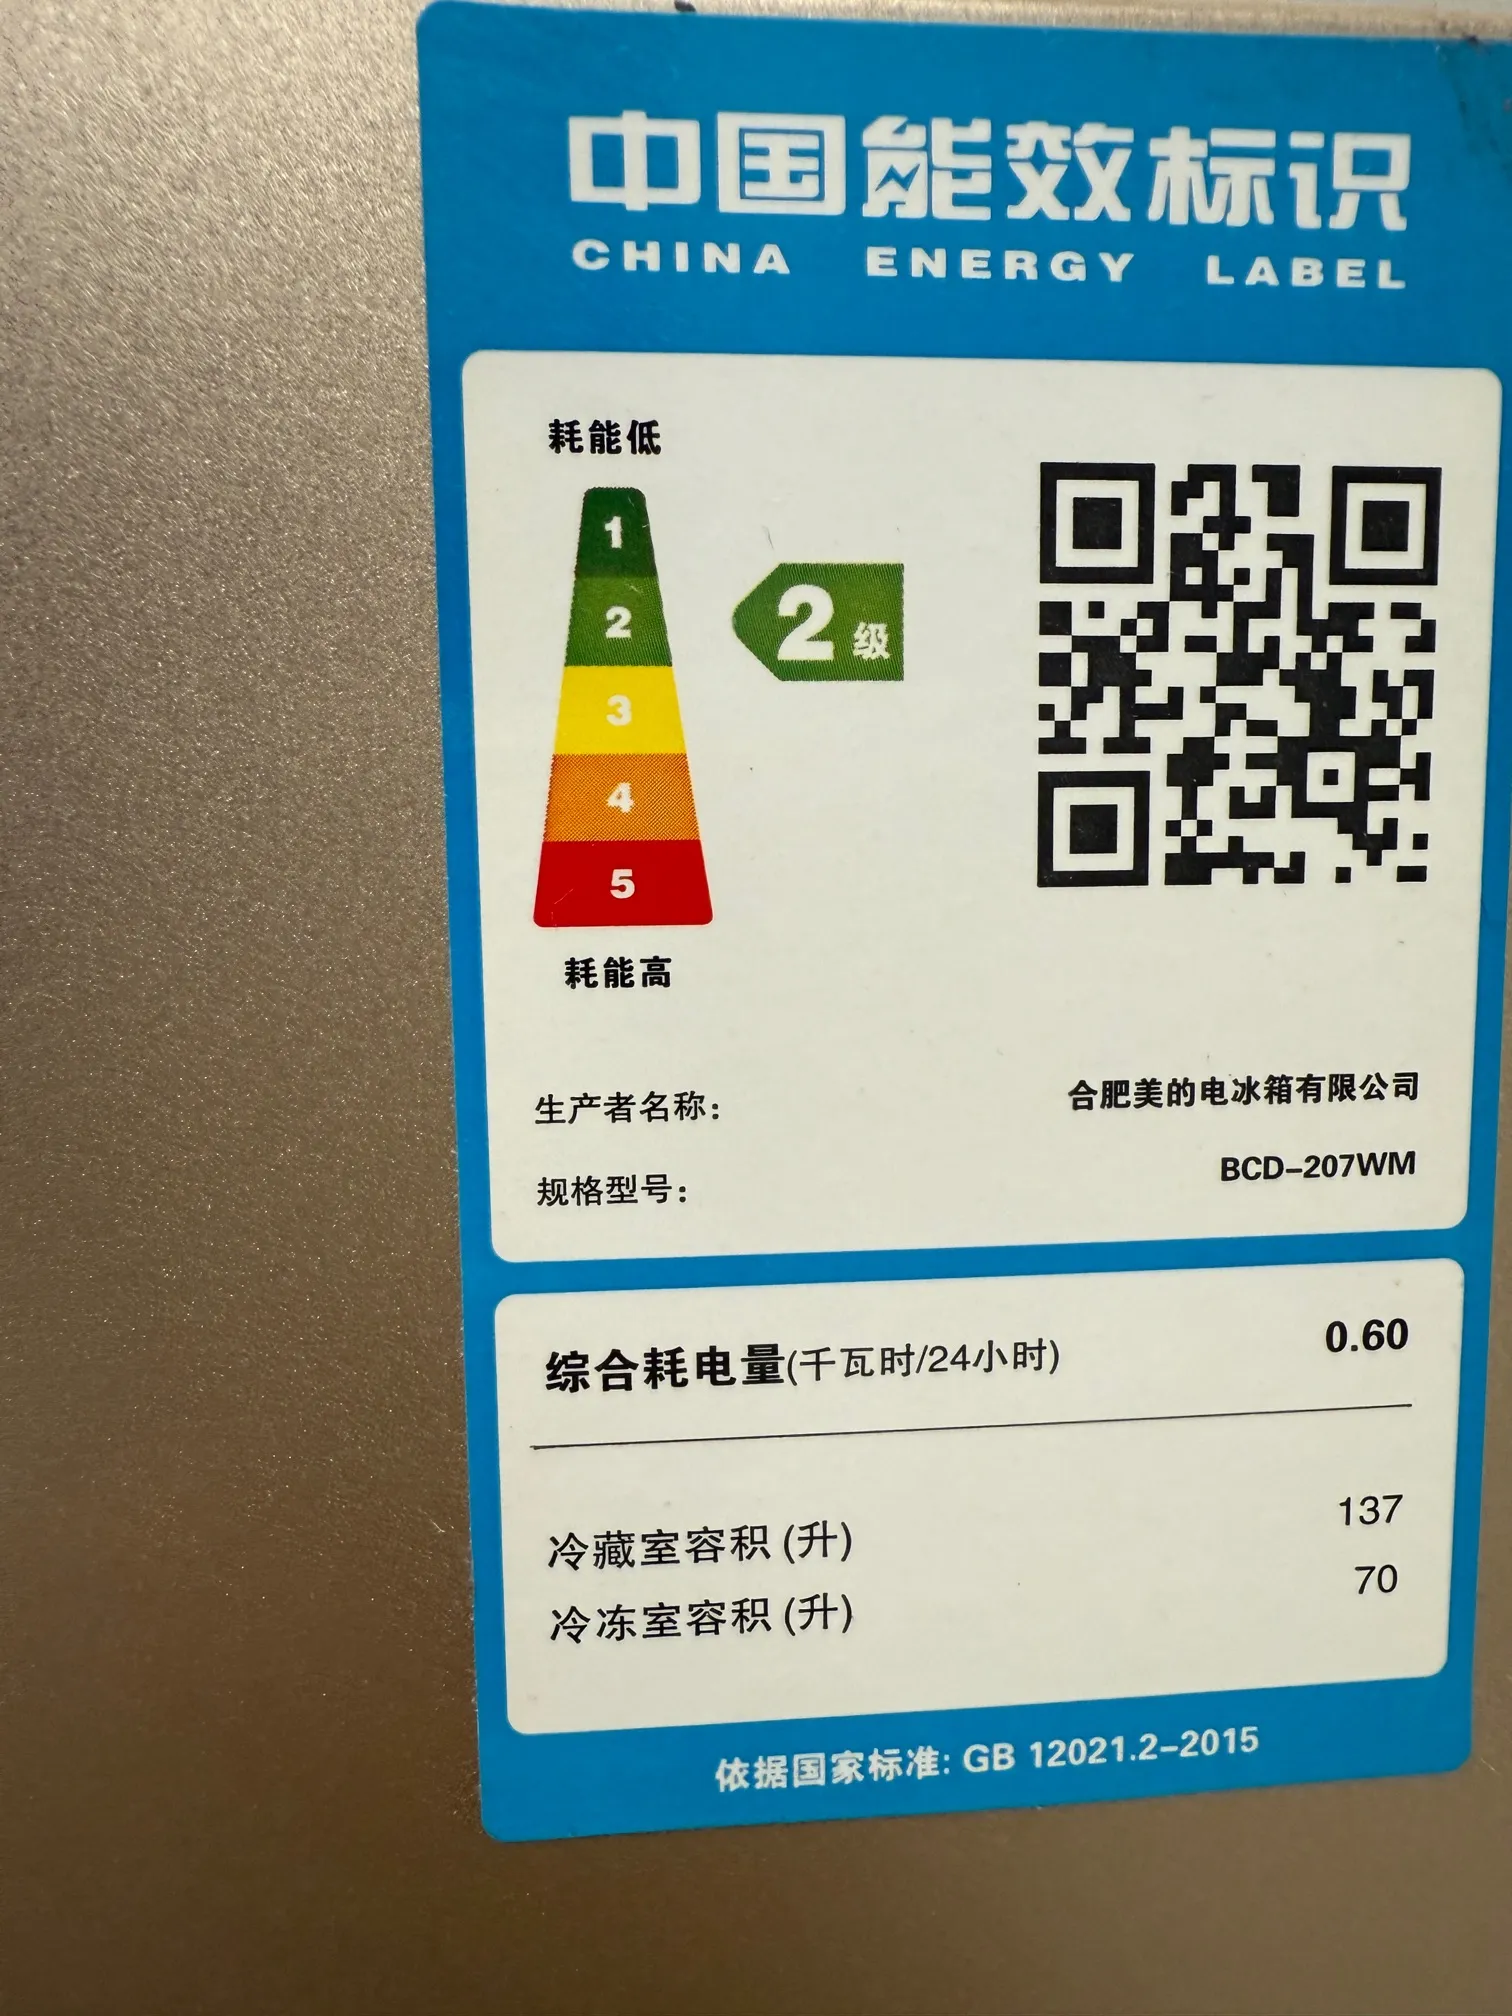 中国能效标识
CHINA ENERGY LABEL
耗能低
1
2
2级
3
4
5
耗能高
生产者名称： 合肥美的电冰箱有限公司
规格型号： BCD-207WM
综合耗电量(千瓦时/24小时) 0.60
冷藏室容积(升) 137
冷冻室容积(升) 70
依据国家标准: GB 12021.2-2015